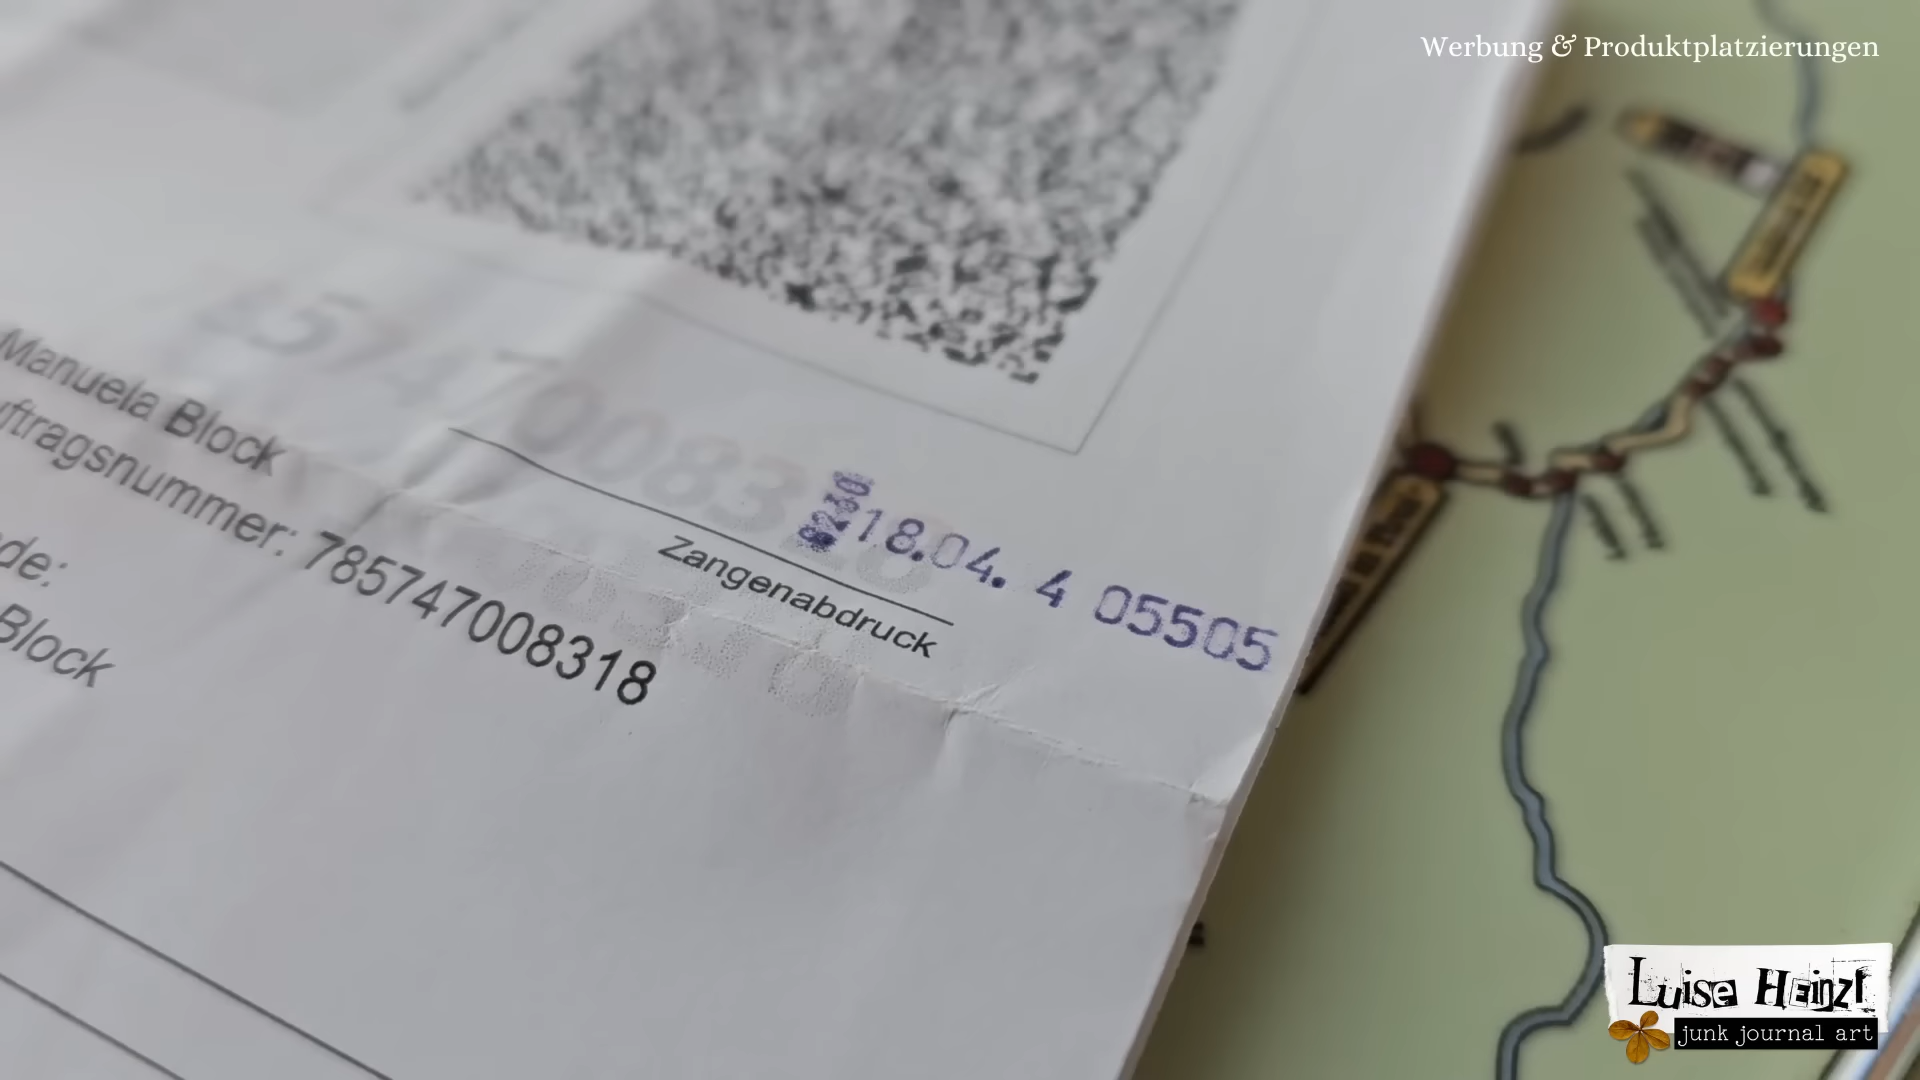 Werbung & Produktplatzierungen
Manuela Block
uftragsnummer: 785747008318
18.04. 4 05505
Zangenabdruck
de:
Block
Luise Heinzl
junk journal art